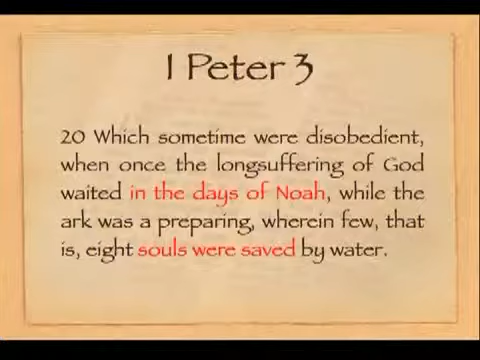 1 Peter 3
20 Which sometime were disobedient,
when once the longsuffering of God
waited in the days of Noah, while the
ark was a preparing, wherein few, that
is, eight souls were saved by water.